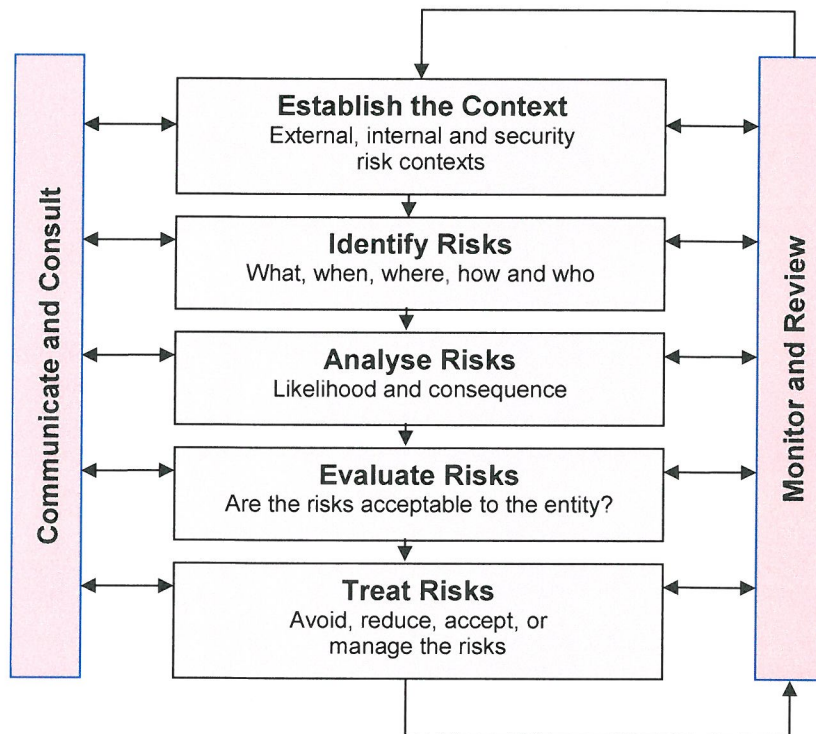 Communicate and Consult
Establish the Context
External, internal and security
risk contexts
Identify Risks
What, when, where, how and who
Analyse Risks
Likelihood and consequence
Evaluate Risks
Are the risks acceptable to the entity?
Treat Risks
Avoid, reduce, accept, or
manage the risks
Monitor and Review